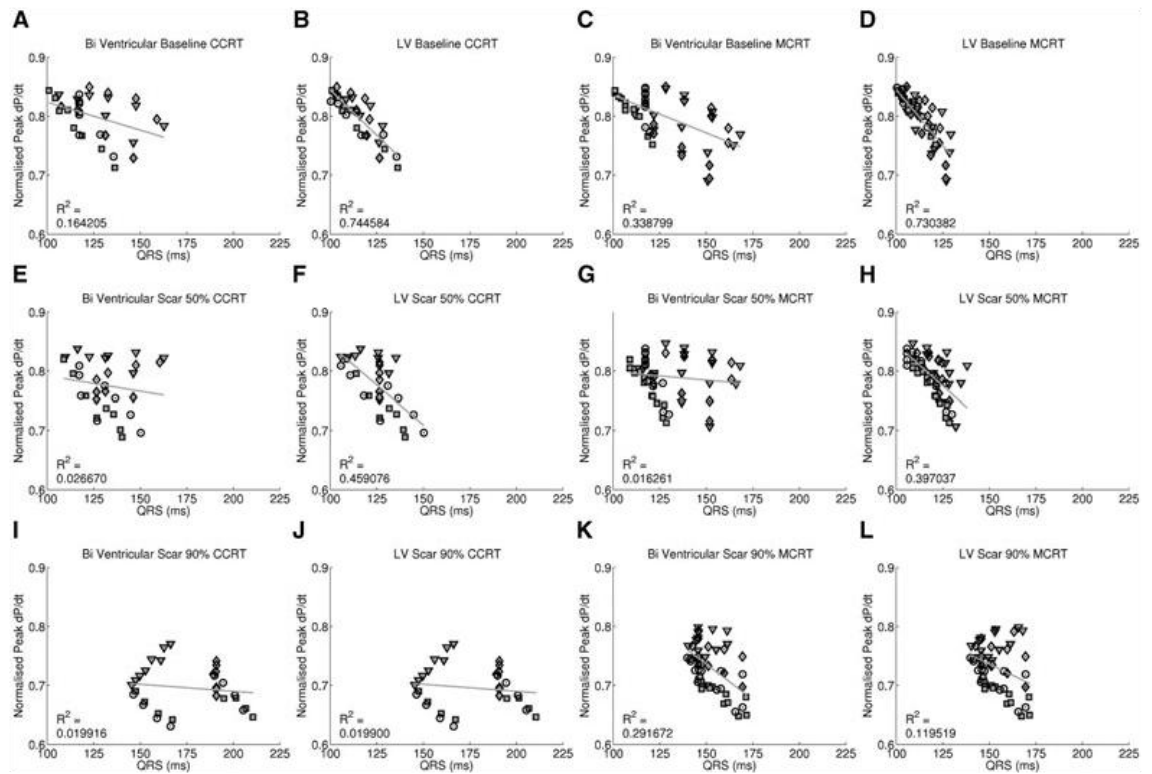 A B C D
Bi Ventricular Baseline CCRT LV Baseline CCRT Bi Ventricular Baseline MCRT LV Baseline MCRT
0.9 0.9 0.9 0.9
Normalised Peak dP/dt Normalised Peak dP/dt Normalised Peak dP/dt Normalised Peak dP/dt
0.8 0.8 0.8 0.8
0.7 0.7 0.7 0.7
R2 = R2 = R2 = R2 =
0.164205 0.744584 0.338799 0.730382
0.6 0.6 0.6 0.6
100 125 150 175 200 225 100 125 150 175 200 225 100 125 150 175 200 225 100 125 150 175 200 225
QRS (ms) QRS (ms) QRS (ms) QRS (ms)
E F G H
Bi Ventricular Scar 50% CCRT LV Scar 50% CCRT Bi Ventricular Scar 50% MCRT LV Scar 50% MCRT
0.9 0.9 0.9 0.9
Normalised Peak dP/dt Normalised Peak dP/dt Normalised Peak dP/dt Normalised Peak dP/dt
0.8 0.8 0.8 0.8
0.7 0.7 0.7 0.7
R2 = R2 = R2 = R2 =
0.026670 0.459076 0.016261 0.397037
0.6 0.6 0.6 0.6
100 125 150 175 200 225 100 125 150 175 200 225 100 125 150 175 200 225 100 125 150 175 200 225
QRS (ms) QRS (ms) QRS (ms) QRS (ms)
I J K L
Bi Ventricular Scar 90% CCRT LV Scar 90% CCRT Bi Ventricular Scar 90% MCRT LV Scar 90% MCRT
0.9 0.9 0.9 0.9
Normalised Peak dP/dt Normalised Peak dP/dt Normalised Peak dP/dt Normalised Peak dP/dt
0.8 0.8 0.8 0.8
0.7 0.7 0.7 0.7
R2 = R2 = R2 = R2 =
0.019916 0.019900 0.291672 0.119519
0.6 0.6 0.6 0.6
100 125 150 175 200 225 100 125 150 175 200 225 100 125 150 175 200 225 100 125 150 175 200 225
QRS (ms) QRS (ms) QRS (ms) QRS (ms)